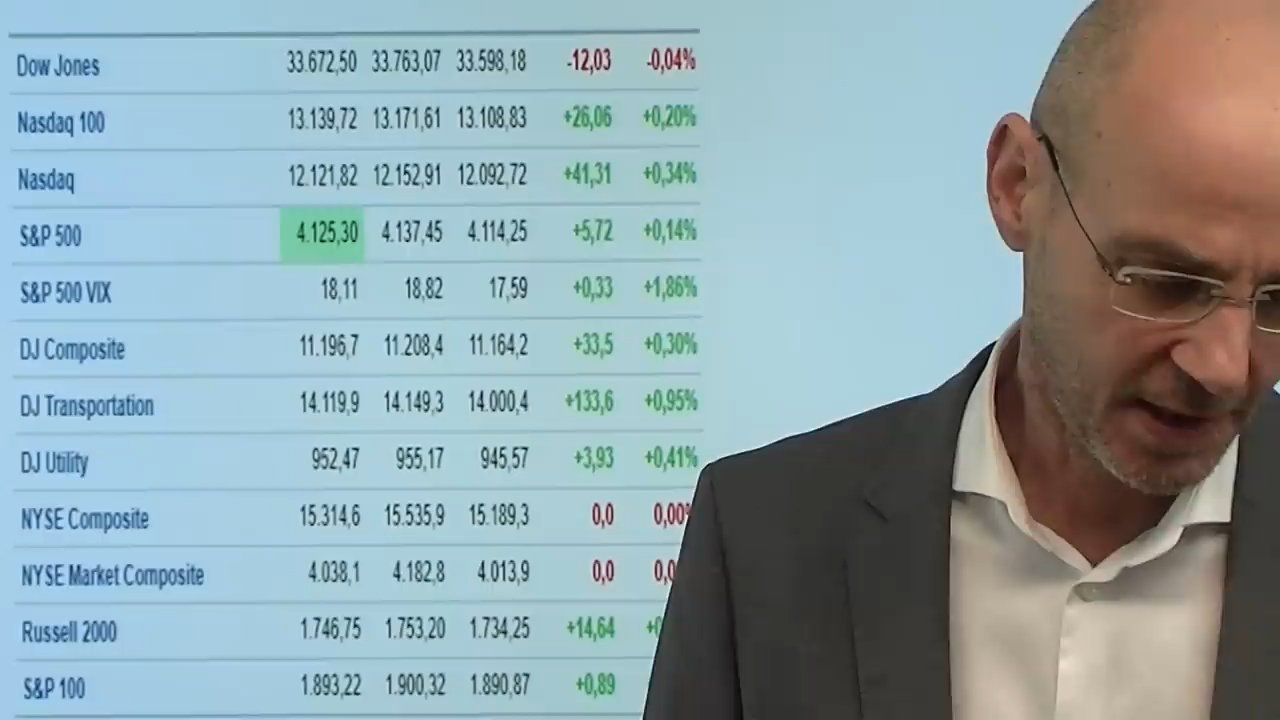 Dow Jones 33.672,50 33.763,07 33.598,18 -12,03 -0,04%
Nasdaq 100 13.139,72 13.171,61 13.108,83 +26,06 +0,20%
Nasdaq 12.121,82 12.152,91 12.092,72 +41,31 +0,34%
S&P 500 4.125,30 4.137,45 4.114,25 +5,72 +0,14%
S&P 500 VIX 18,11 18,82 17,59 +0,33 +1,86%
DJ Composite 11.196,7 11.208,4 11.164,2 +33,5 +0,30%
DJ Transportation 14.119,9 14.149,3 14.000,4 +133,6 +0,95%
DJ Utility 952,47 955,17 945,57 +3,93 +0,41%
NYSE Composite 15.314,6 15.535,9 15.189,3 0,0 0,00%
NYSE Market Composite 4.038,1 4.182,8 4.013,9 0,0
Russell 2000 1.746,75 1.753,20 1.734,25 +14,64
S&P 100 1.893,22 1.900,32 1.890,87 +0,89